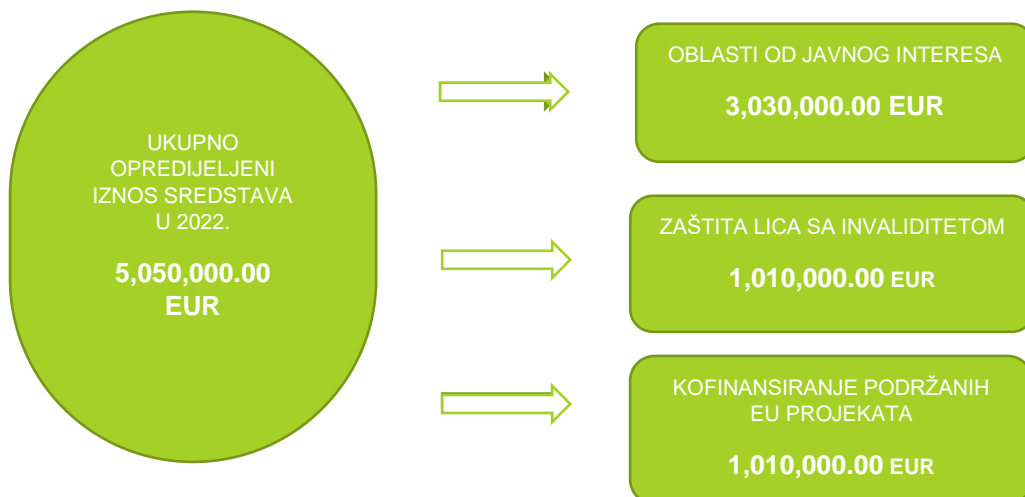 UKUPNO
OPREDIJELJENI
IZNOS SREDSTAVA
U 2022.
5,050,000.00
EUR
OBLASTI OD JAVNOG INTERESA
3,030,000.00 EUR
ZAŠTITA LICA SA INVALIDITETOM
1,010,000.00 EUR
KOFINANSIRANJE PODRŽANIH
EU PROJEKATA
1,010,000.00 EUR